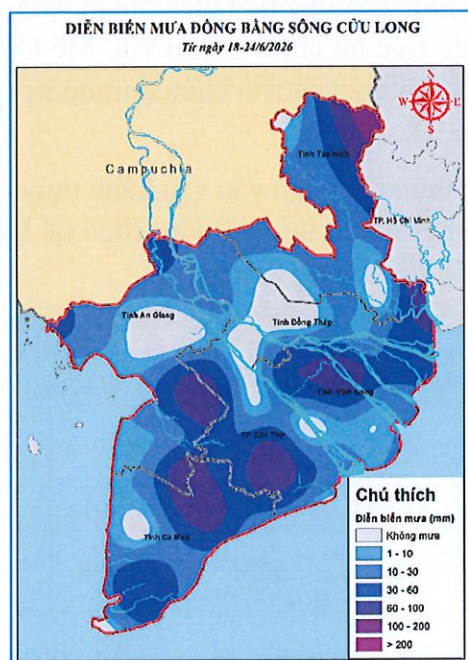 DIỄN BIẾN MƯA ĐỒNG BẰNG SÔNG CỬU LONG
Từ ngày 18-24/6/2026
N
W E
S
Campuchia
Tỉnh Tây Ninh
TP. Hồ Chí Minh
Tỉnh An Giang
Tỉnh Đồng Tháp
Tỉnh Vĩnh Long
TP. Cần Thơ
Tỉnh Cà Mau
Chú thích
Diễn biến mưa (mm)
Không mưa
1 - 10
10 - 30
30 - 60
60 - 100
100 - 200
> 200